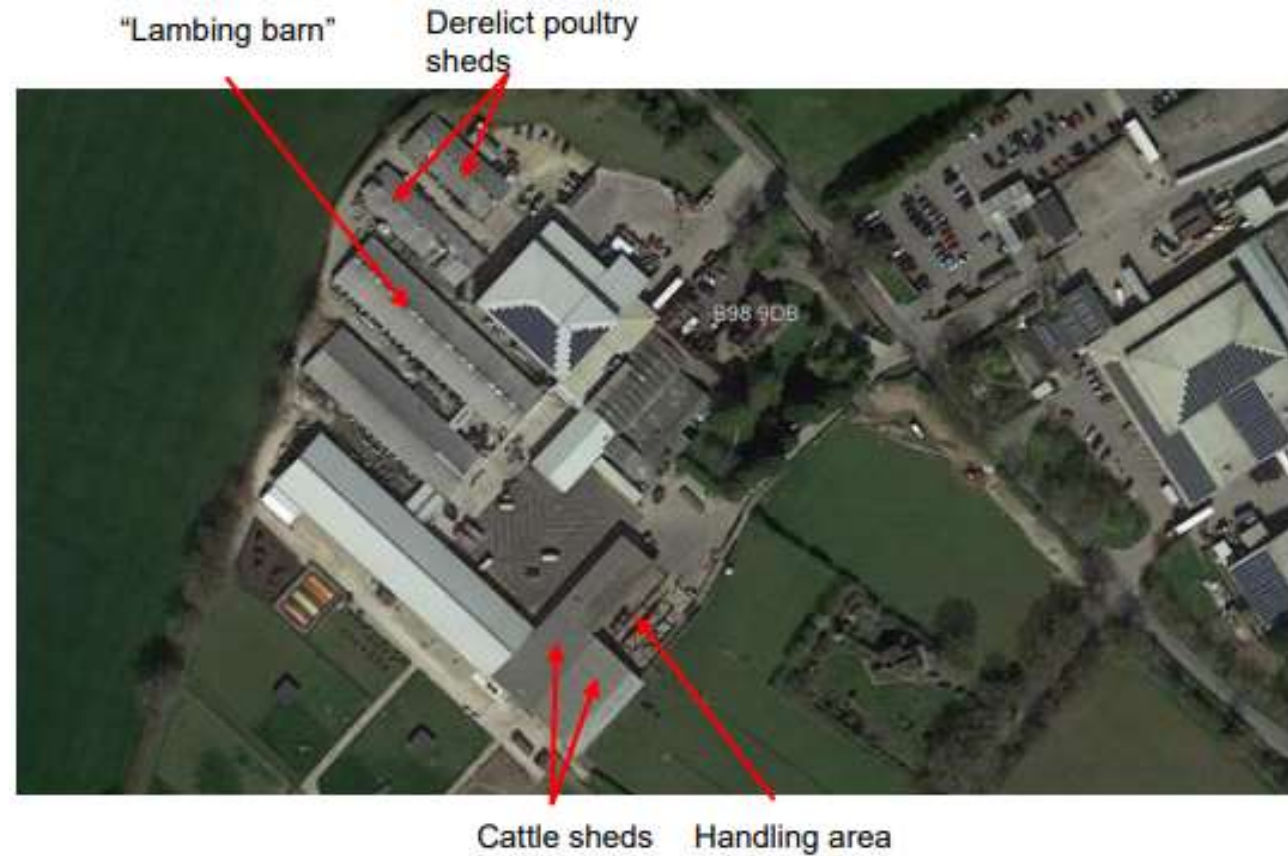 “Lambing barn”
Derelict poultry
sheds
B98 9DB
Cattle sheds
Handling area